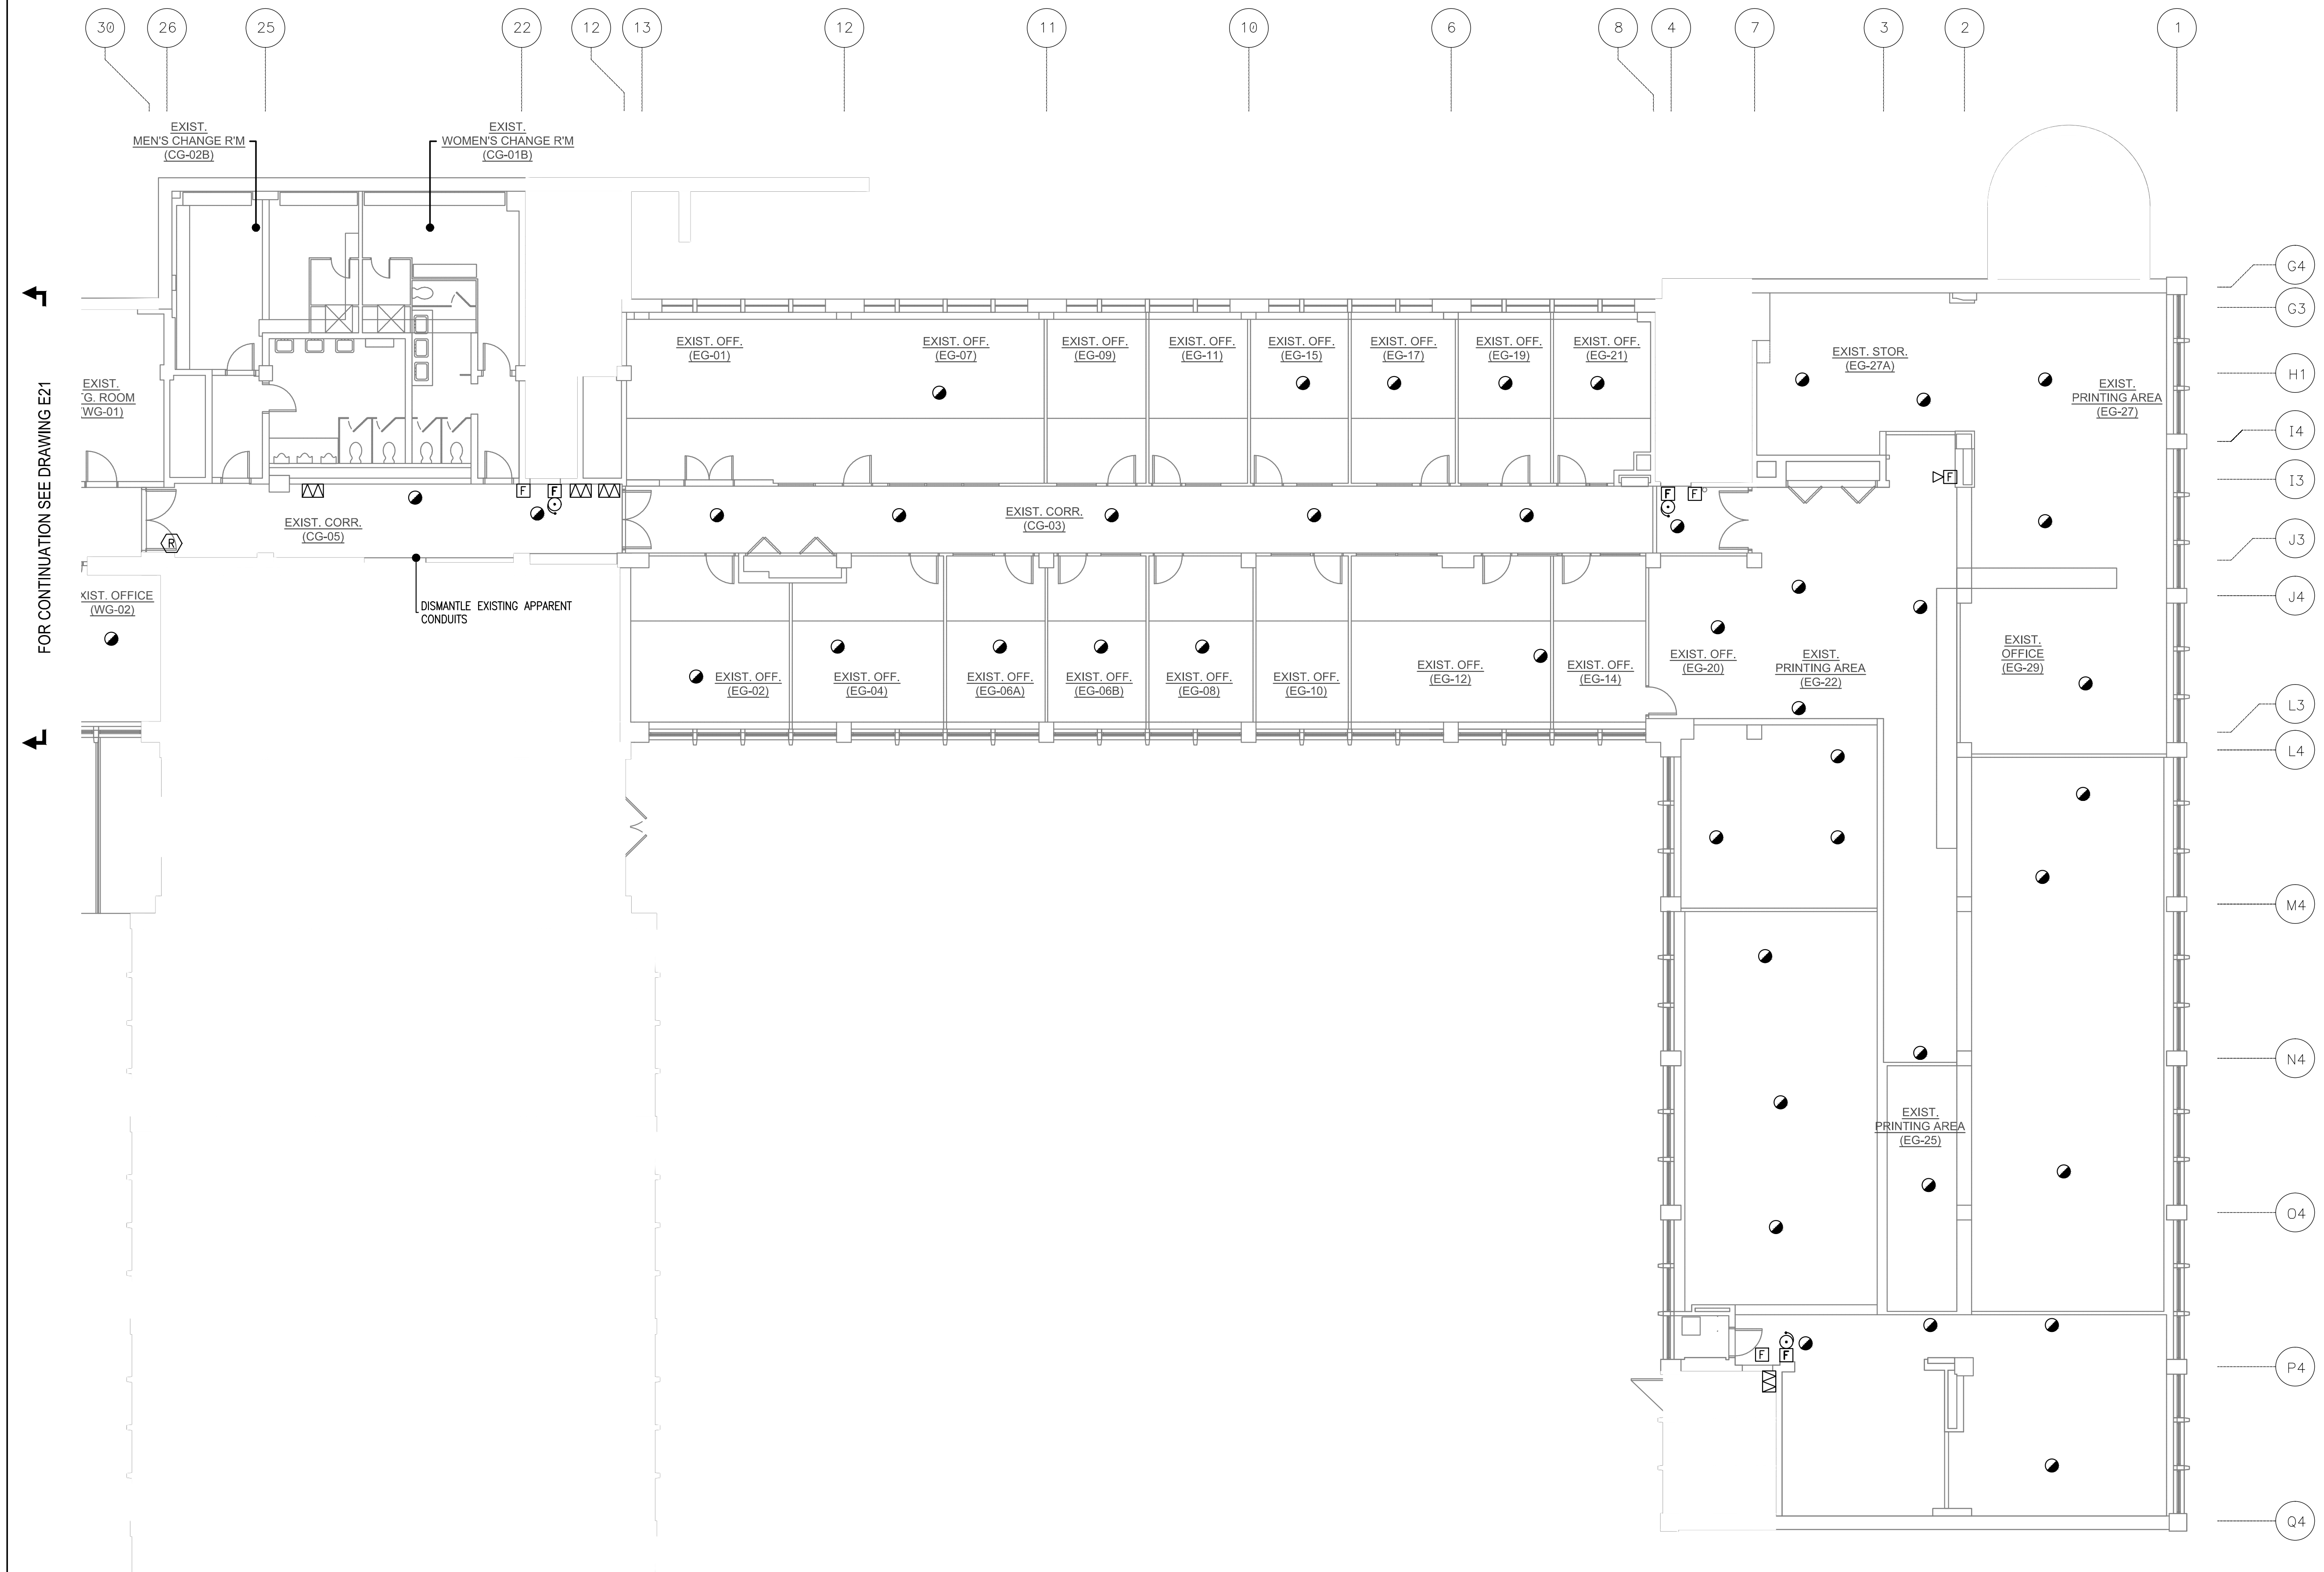 30
26
25
22
12
13
12
11
10
6
8
4
7
3
2
1
EXIST.
MEN'S CHANGE R'M
(CG-02B)
EXIST.
WOMEN'S CHANGE R'M
(CG-01B)
G4
G3
H1
I4
I3
J3
J4
L3
L4
M4
N4
O4
P4
Q4
FOR CONTINUATION SEE DRAWING E21
EXIST.
TG. ROOM
WG-01)
EXIST. OFF.
(EG-01)
EXIST. OFF.
(EG-07)
EXIST. OFF.
(EG-09)
EXIST. OFF.
(EG-11)
EXIST. OFF.
(EG-15)
EXIST. OFF.
(EG-17)
EXIST. OFF.
(EG-19)
EXIST. OFF.
(EG-21)
EXIST. STOR.
(EG-27A)
EXIST.
PRINTING AREA
(EG-27)
F
F
F
F
F
R
EXIST. CORR.
(CG-05)
EXIST. CORR.
(CG-03)
XIST. OFFICE
(WG-02)
DISMANTLE EXISTING APPARENT
CONDUITS
EXIST. OFF.
(EG-02)
EXIST. OFF.
(EG-04)
EXIST. OFF.
(EG-06A)
EXIST. OFF.
(EG-06B)
EXIST. OFF.
(EG-08)
EXIST. OFF.
(EG-10)
EXIST. OFF.
(EG-12)
EXIST. OFF.
(EG-14)
EXIST. OFF.
(EG-20)
EXIST.
PRINTING AREA
(EG-22)
EXIST.
OFFICE
(EG-29)
EXIST.
PRINTING AREA
(EG-25)
F
F